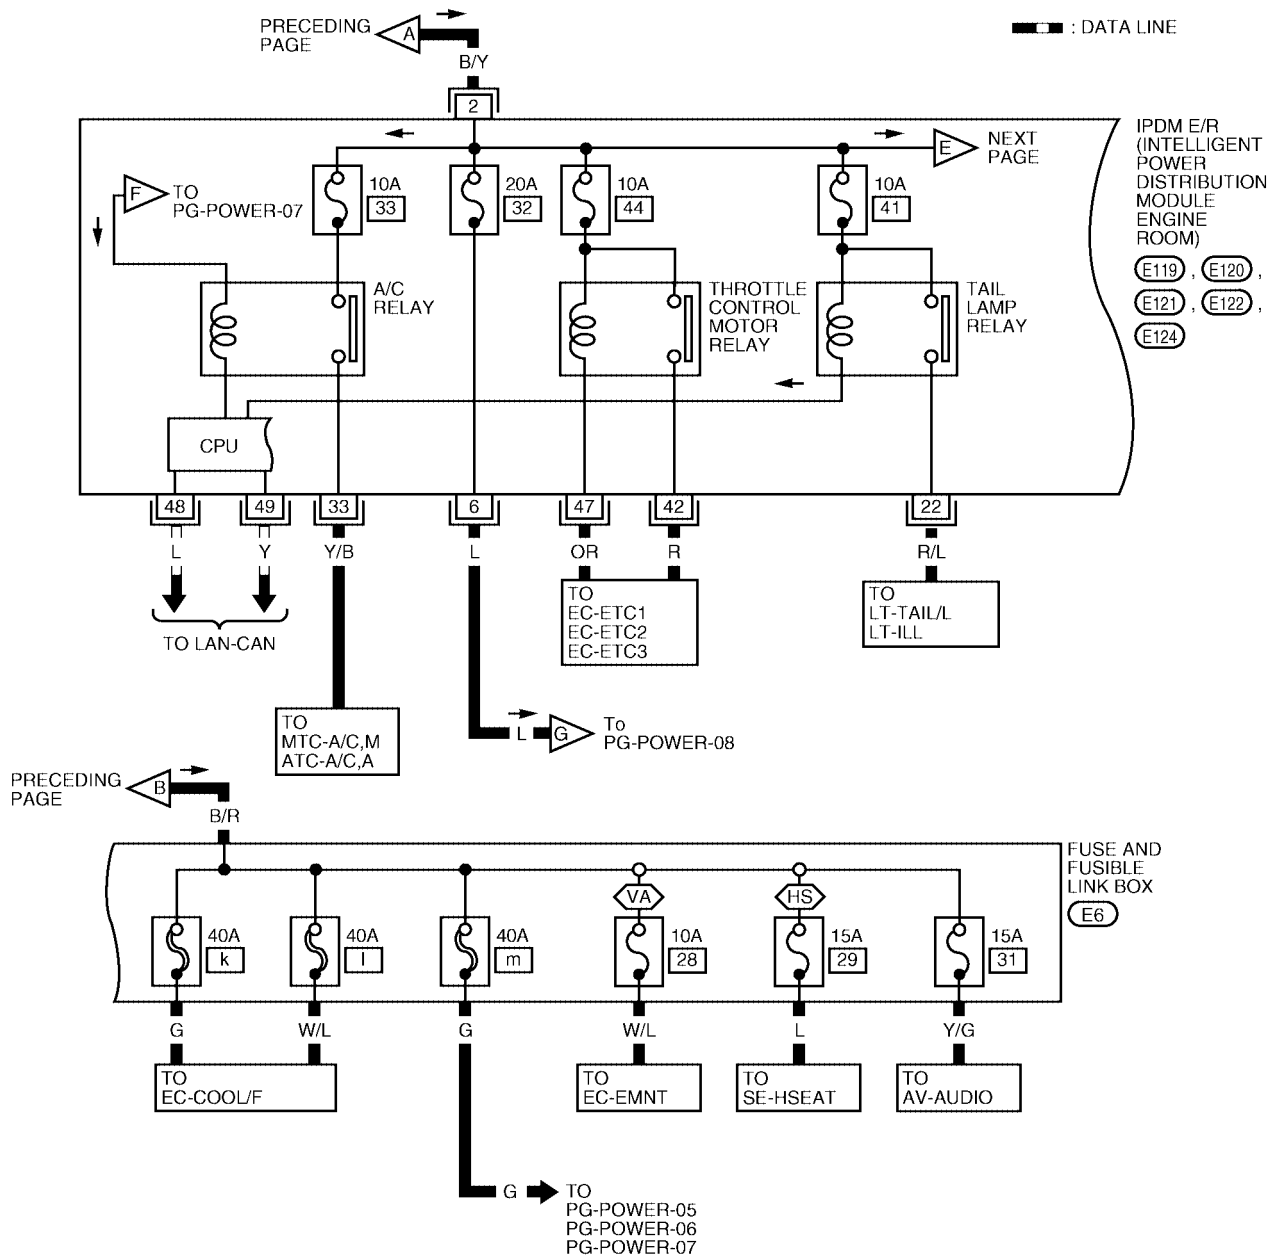 PRECEDING
PAGE
A
: DATA LINE
B/Y
2
E
NEXT
PAGE
IPDM E/R
(INTELLIGENT
POWER
DISTRIBUTION
MODULE
ENGINE
ROOM)
E119 , E120 ,
E121 , E122 ,
E124
F
TO
PG-POWER-07
10A
33
20A
32
10A
44
10A
41
A/C
RELAY
THROTTLE
CONTROL
MOTOR
RELAY
TAIL
LAMP
RELAY
CPU
48
49
33
6
47
42
22
L
Y
Y/B
L
OR
R
R/L
TO LAN-CAN
TO
EC-ETC1
EC-ETC2
EC-ETC3
TO
LT-TAIL/L
LT-ILL
TO
MTC-A/C,M
ATC-A/C,A
L
G
To
PG-POWER-08
PRECEDING
PAGE
B
B/R
FUSE AND
FUSIBLE
LINK BOX
E6
VA
HS
40A
k
40A
l
40A
m
10A
28
15A
29
15A
31
G
W/L
G
W/L
L
Y/G
TO
EC-COOL/F
TO
EC-EMNT
TO
SE-HSEAT
TO
AV-AUDIO
G
TO
PG-POWER-05
PG-POWER-06
PG-POWER-07